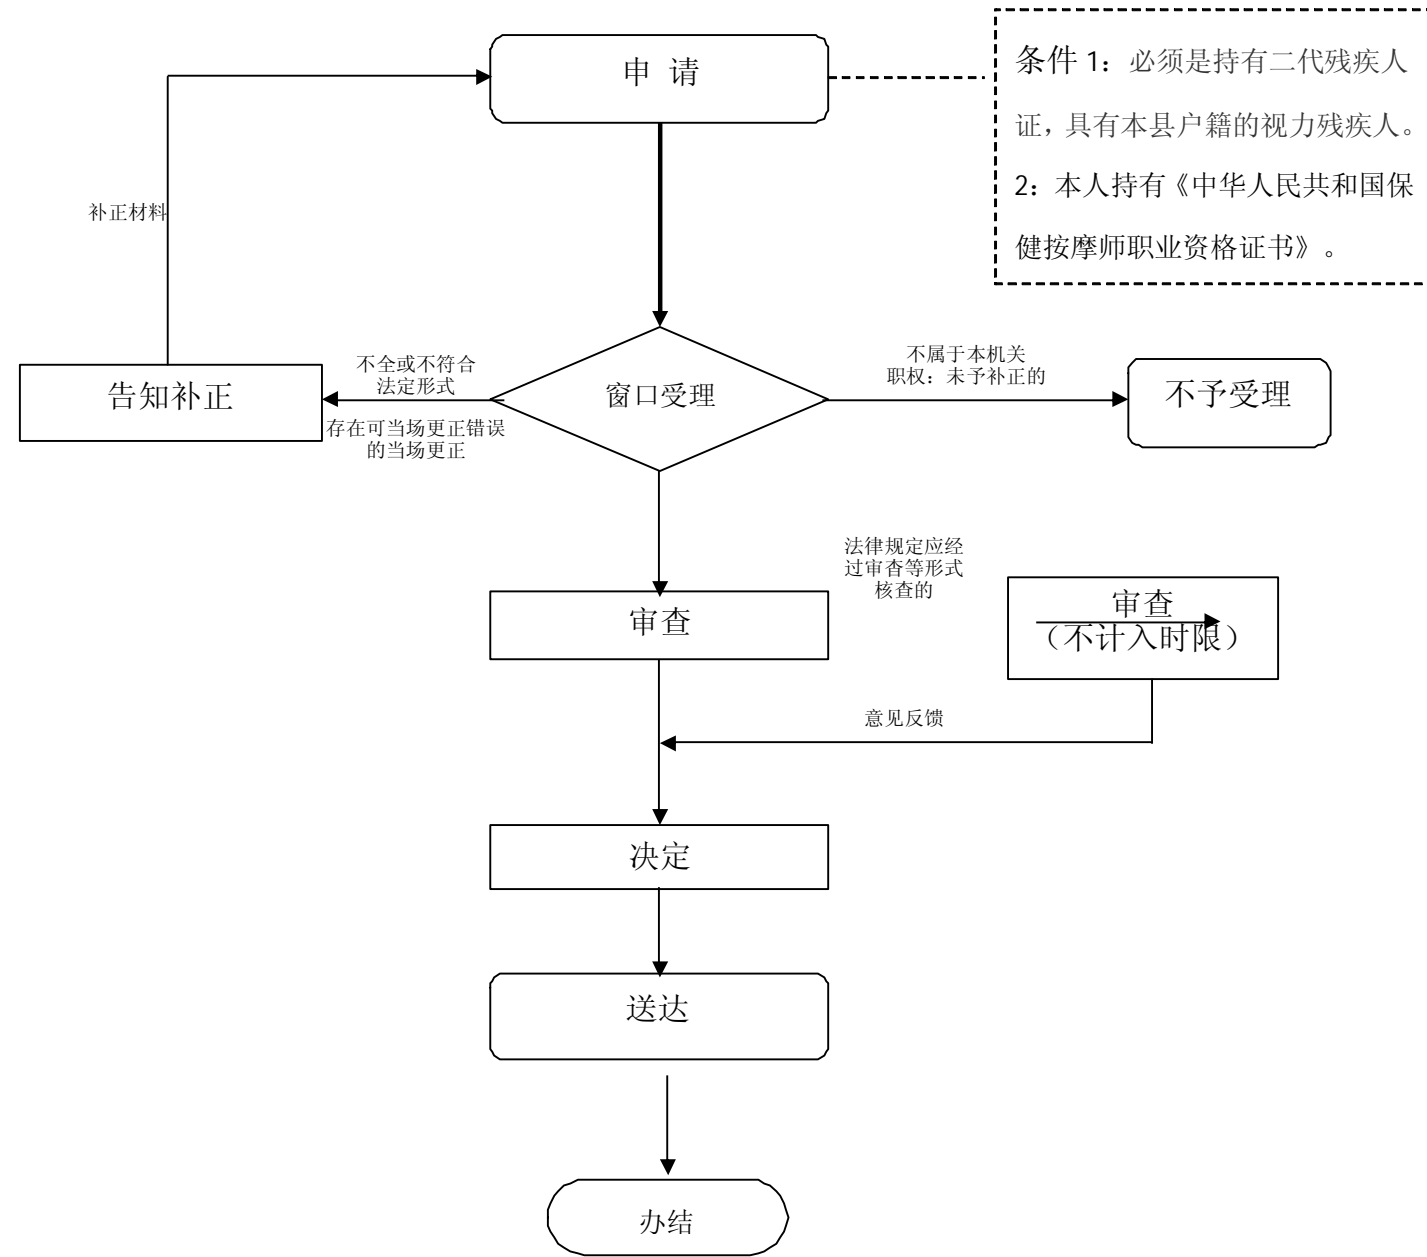 申 请
条件 1：必须是持有二代残疾人
证，具有本县户籍的视力残疾人。
2：本人持有《中华人民共和国保
健按摩师职业资格证书》。
补正材料
不全或不符合
法定形式
告知补正
存在可当场更正错误
的当场更正
窗口受理
不属于本机关
职权：未予补正的
不予受理
法律规定应经
过审杳等形式
核查的
审查
审查
（不计入时限）
意见反馈
决定
送达
办结